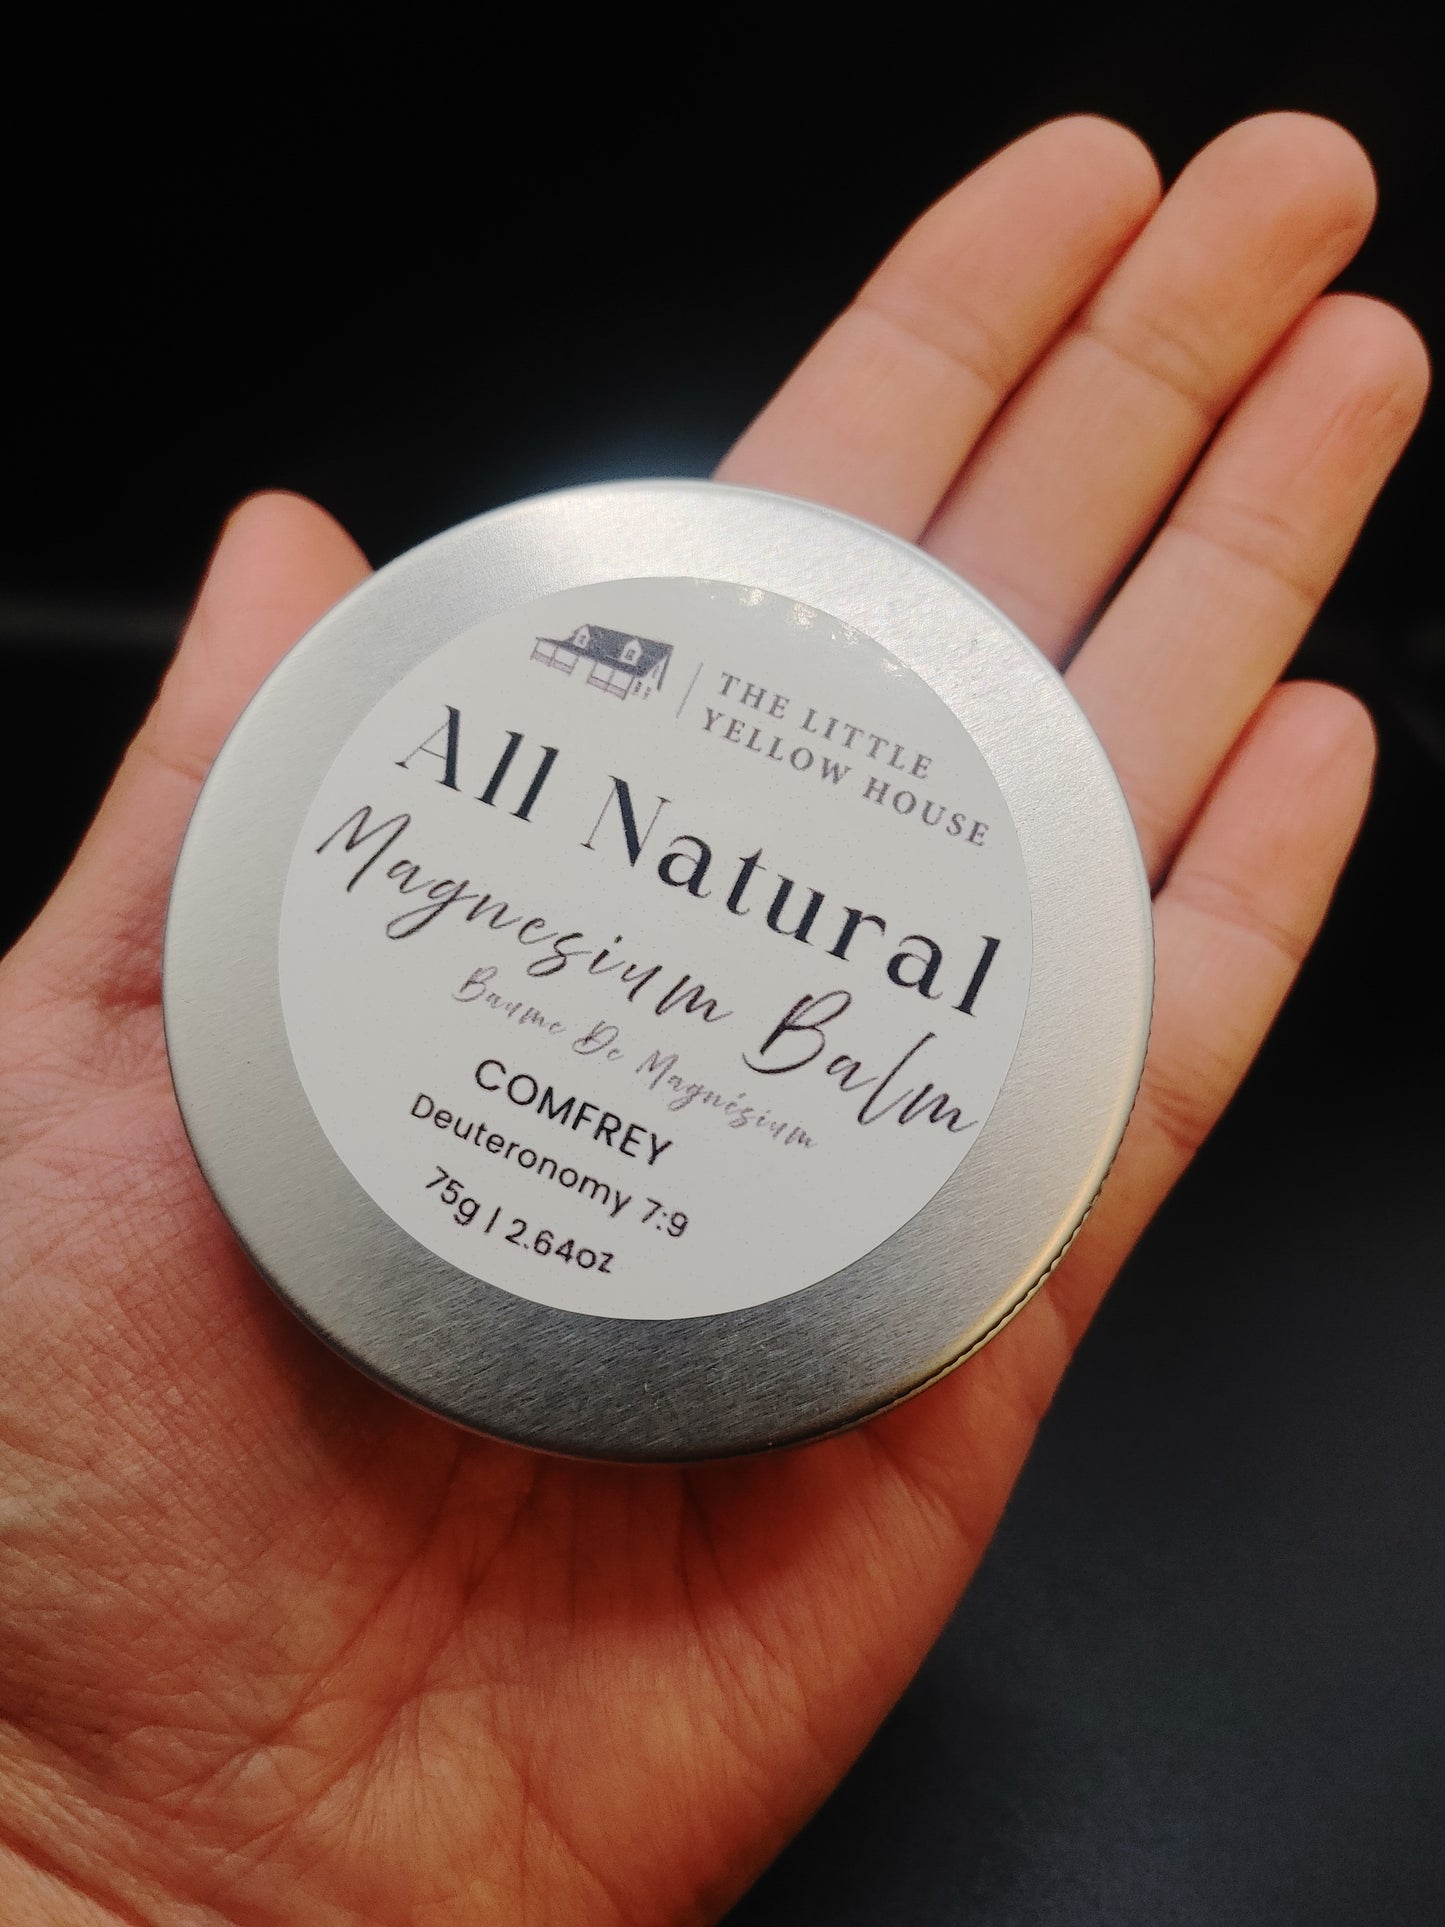 THE LITTLE
YELLOW HOUSE
All Natural
Magnesium Balm
Baume De Magnésium
COMFREY
Deuteronomy 7:9
75g | 2.64oz